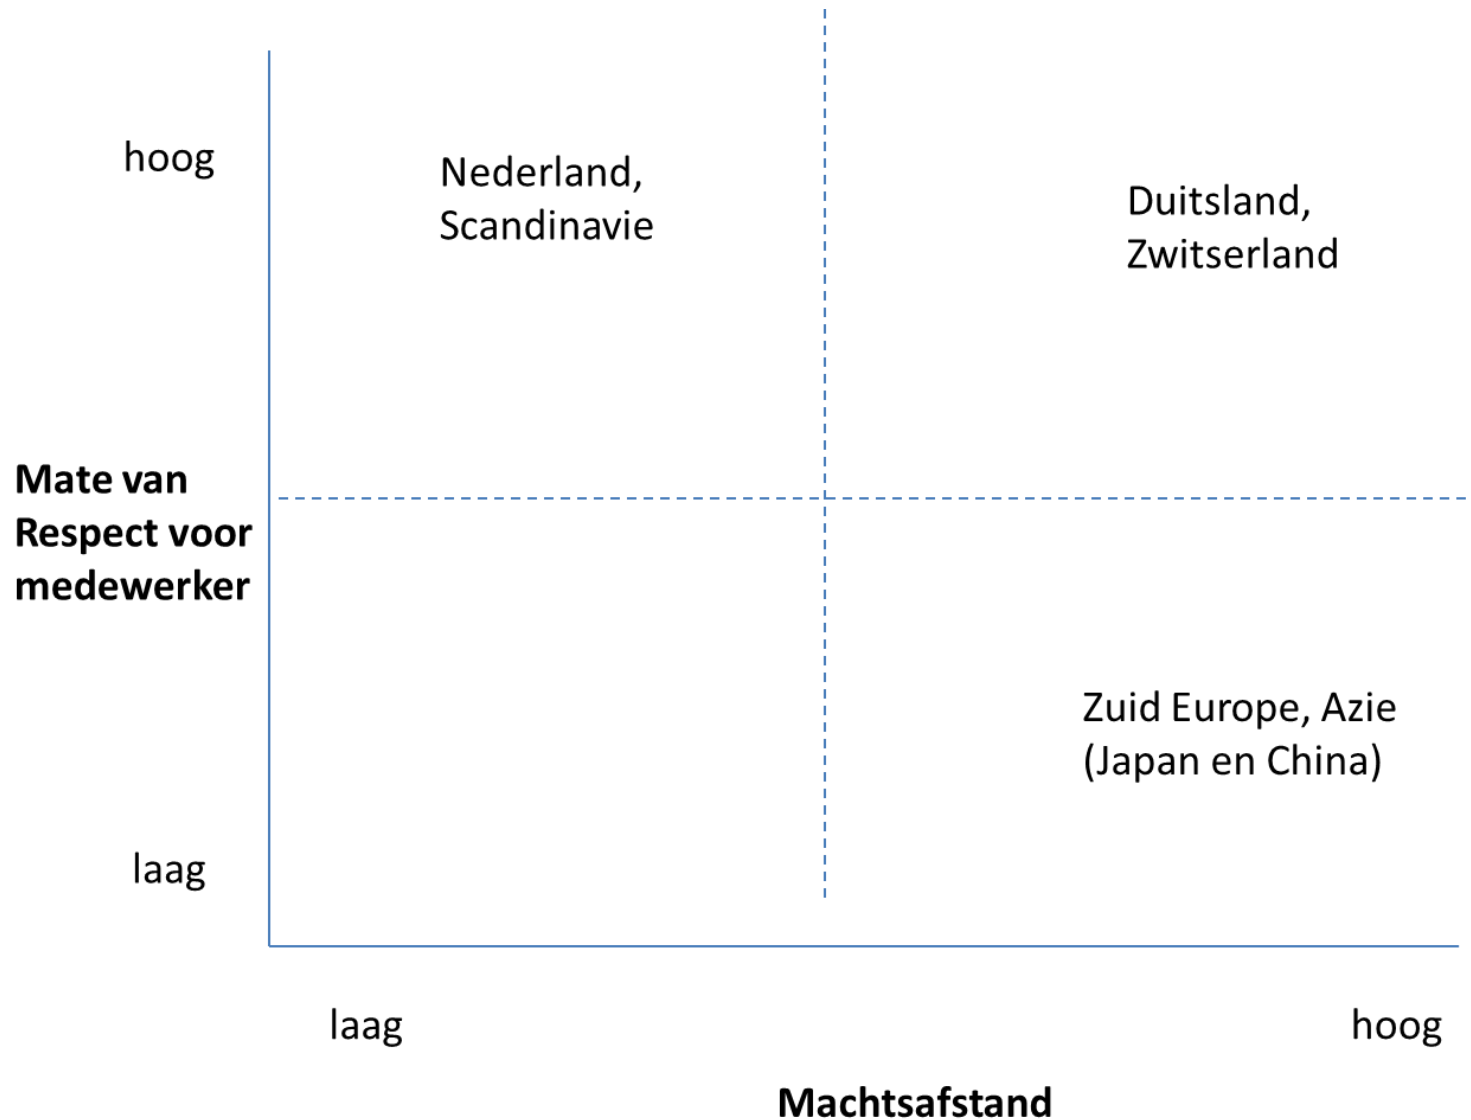 hoog
Nederland,
Scandinavie
Duitsland,
Zwitserland
Mate van
Respect voor
medewerker
Zuid Europe, Azie
(Japan en China)
laag
laag
hoog
Machtsafstand